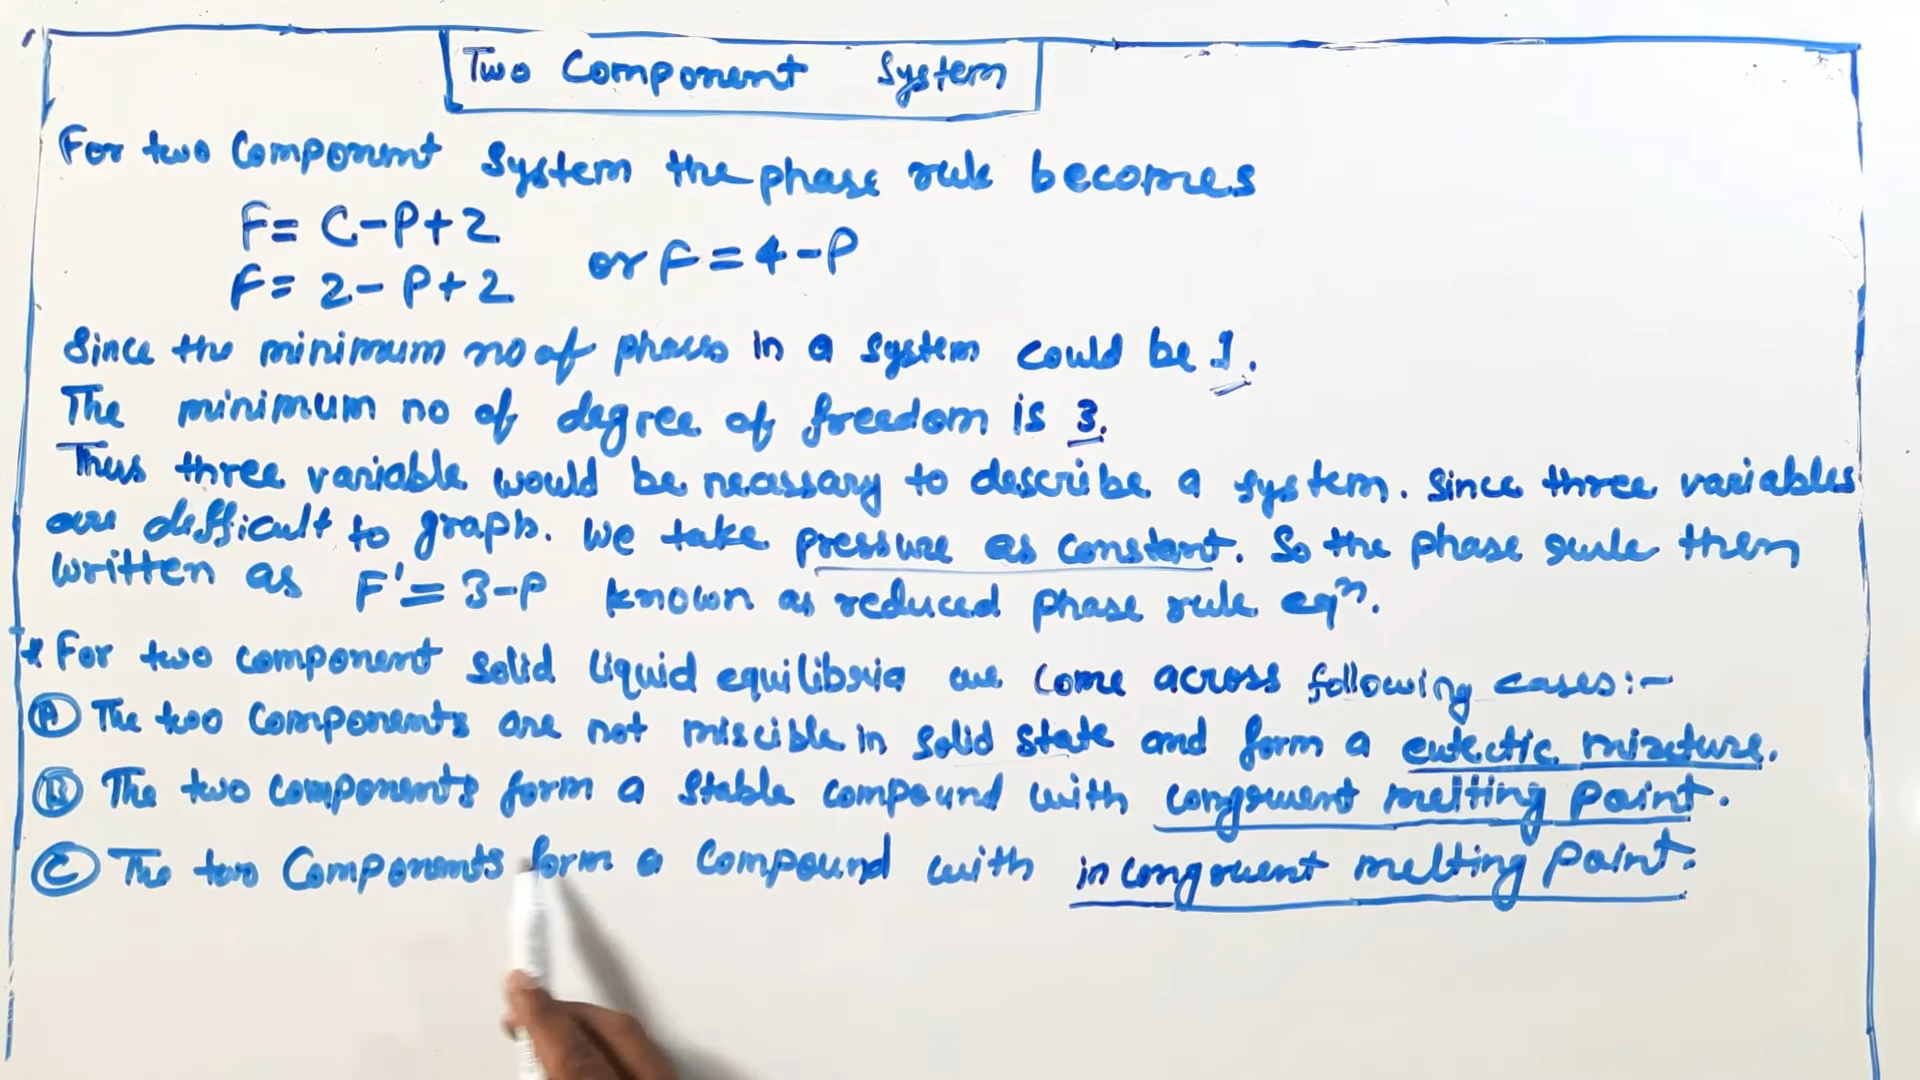 Two Component System
For two Component System the phase rule becomes
F= C-P+2
F= 2-P+2 or F=4-P
Since the minimum no of phases in a system could be 1.
The minimum no of degree of freedom is 3.
Thus three variable would be necassary to describe a system. Since three variables
are difficult to graph. We take pressure as constant. So the phase rule then
written as F'=3-P known as reduced phase rule eqⁿ.
* For two component solid liquid equilibria we come across following cases:-
(A) The two components are not miscible in solid state and form a eutectic mixture.
(B) The two components form a stable compound with congruent melting point.
(C) The two Components form a compound with incongruent melting point.